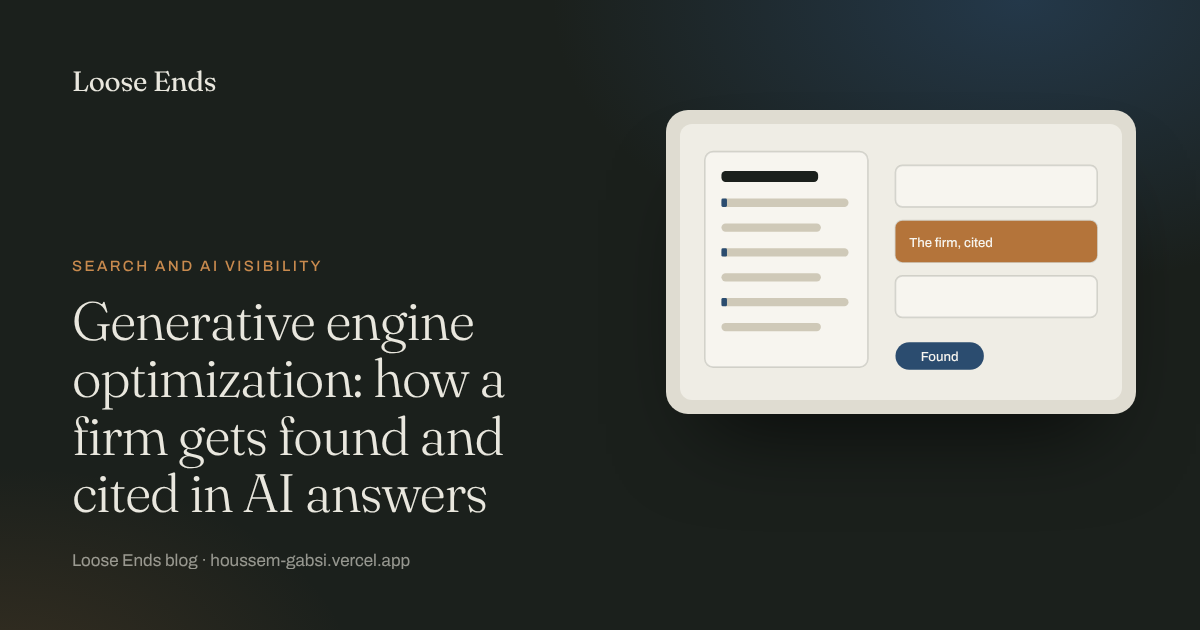 Loose Ends
SEARCH AND AI VISIBILITY
Generative engine
optimization: how a
firm gets found and
cited in AI answers
Loose Ends blog · houssem-gabsi.vercel.app
The firm, cited
Found